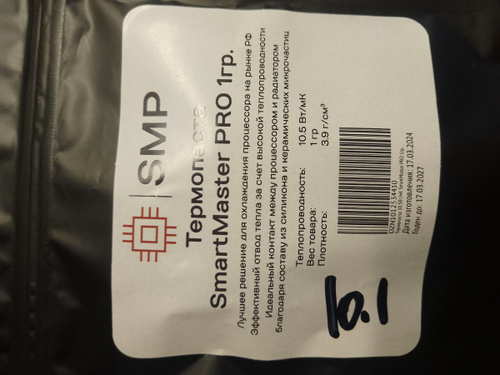 SMP
Термопаста
SmartMaster PRO 1гр.
Лучшее решение для охлаждения процессора на рынке РФ
Эффективный отвод тепла за счет высокой теплопроводности
Идеальный контакт между процессором и радиатором
благодаря составу из силикона и керамических микрочастиц
Теплопроводность: 10.5 Вт/мК
Вес товара: 1 гр
Плотность: 3.9 г/см³
OZN1012534410
Дата изготовления: 17.03.2024
Годен до: 17.03.2027
10.1